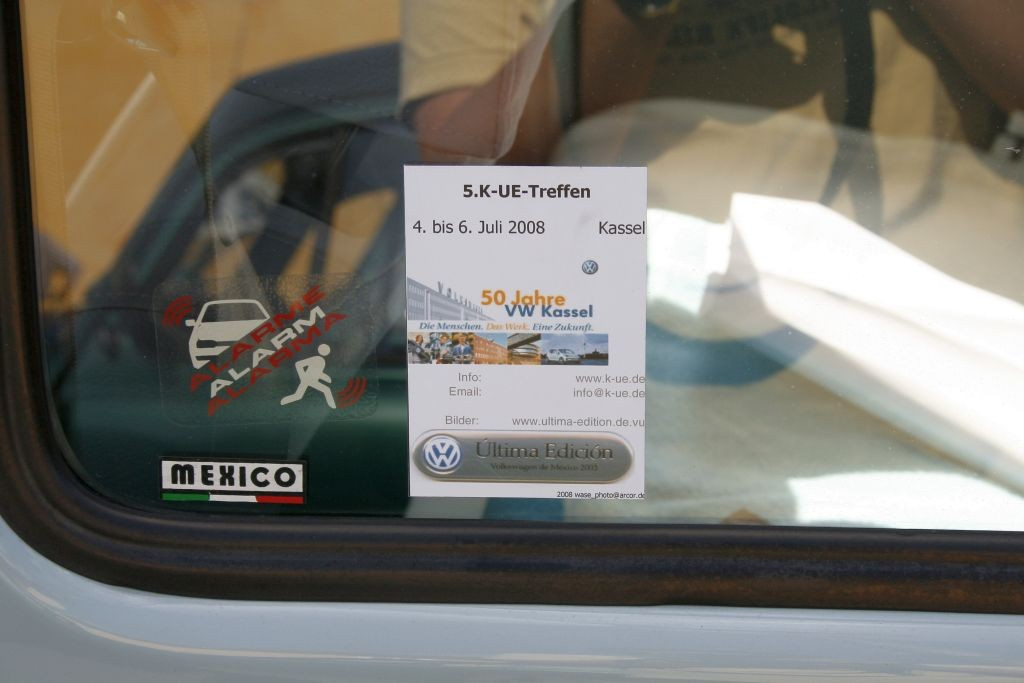 5.K-UE-Treffen
4. bis 6. Juli 2008 Kassel
50 Jahre
VW Kassel
Die Menschen. Das Werk. Eine Zukunft.
Info: www.k-ue.de
Email: info@k-ue.de
Bilder: www.ultima-edition.de.vu
Última Edición
Volkswagen de México 2003
2008 wase_photo@arcor.de
ALARME
ALARM
ALARMA
MEXICO